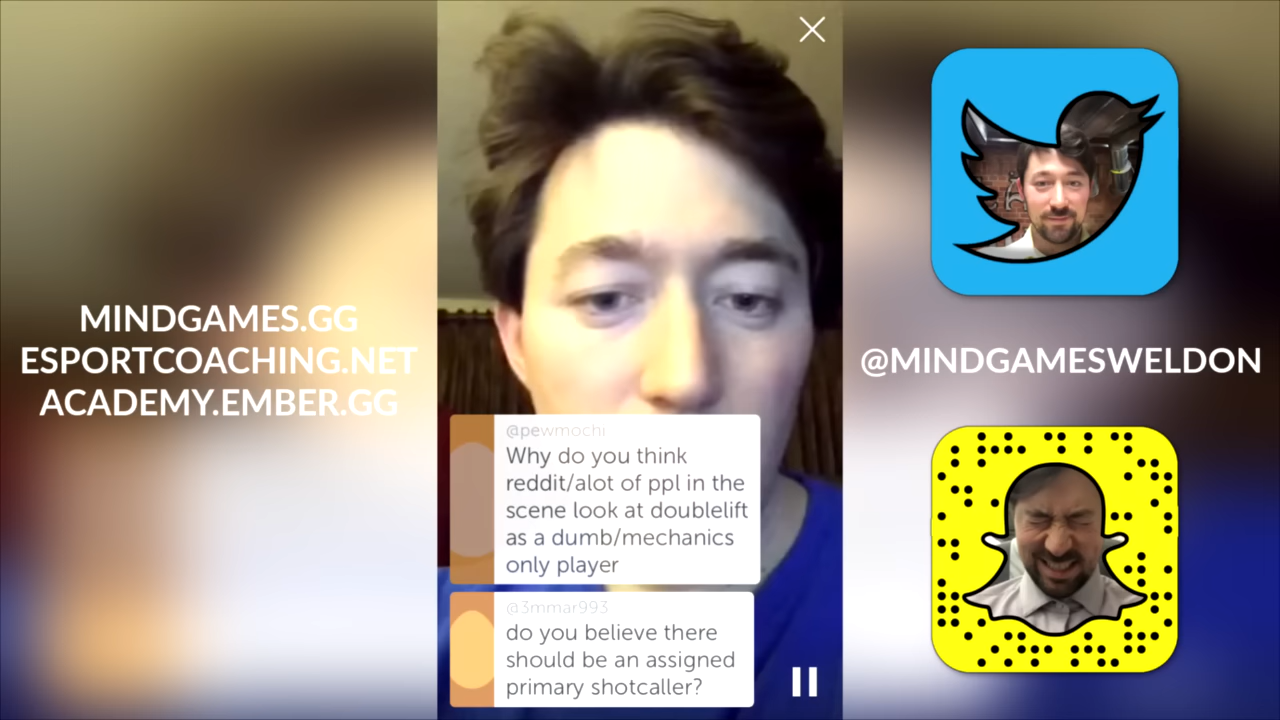 MINDGAMES.GG
ESPORTCOACHING.NET
ACADEMY.EMBER.GG
@pewmochi
Why do you think
reddit/alot of ppl in the
scene look at doublelift
as a dumb/mechanics
only player
@3mmar993
do you believe there
should be an assigned
primary shotcaller?
@MINDGAMESWELDON